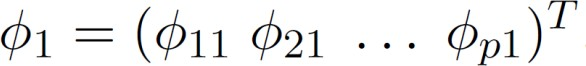 ϕ₁ = (ϕ₁₁ ϕ₂₁ … ϕₚ₁)ᵀ